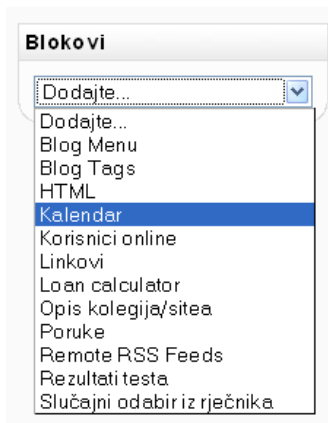 Blokovi
Dodajte...
Dodajte...
Blog Menu
Blog Tags
HTML
Kalendar
Korisnici online
Linkovi
Loan calculator
Opis kolegija/sitea
Poruke
Remote RSS Feeds
Rezultati testa
Slučajni odabir iz rječnika